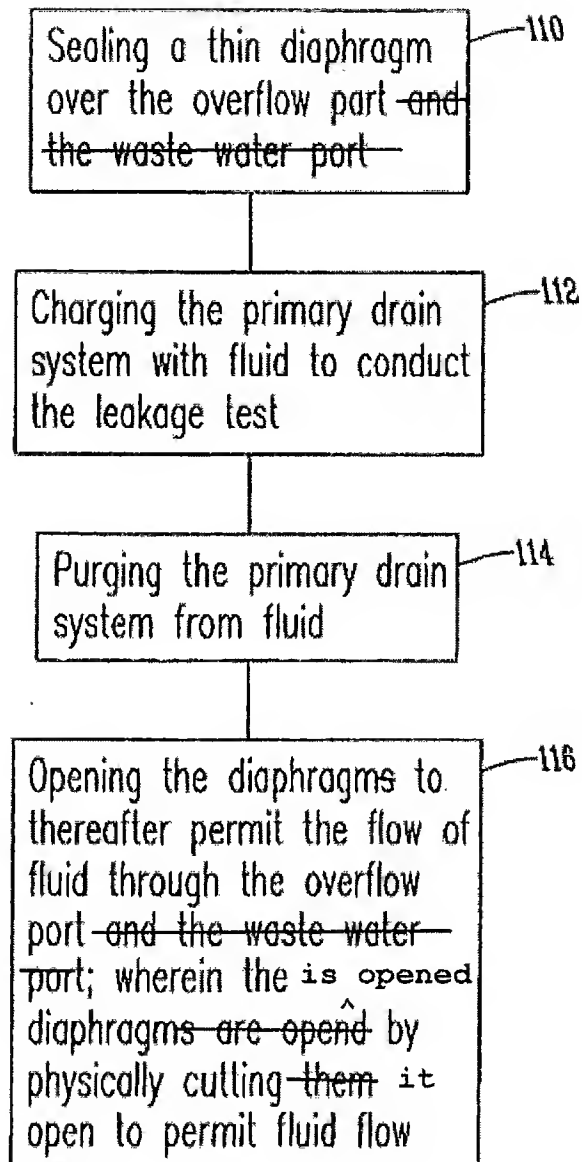 Sealing a thin diaphragm
110
over the overflow part and
the waste water port
Charging the primary drain
112
system with fluid to conduct
the leakage test
Purging the primary drain
114
system from fluid
Opening the diaphragms to
116
thereafter permit the flow of
fluid through the overflow
port and the waste water
port; wherein the is opened
^
diaphragms are opend by
physically cutting them it
open to permit fluid flow